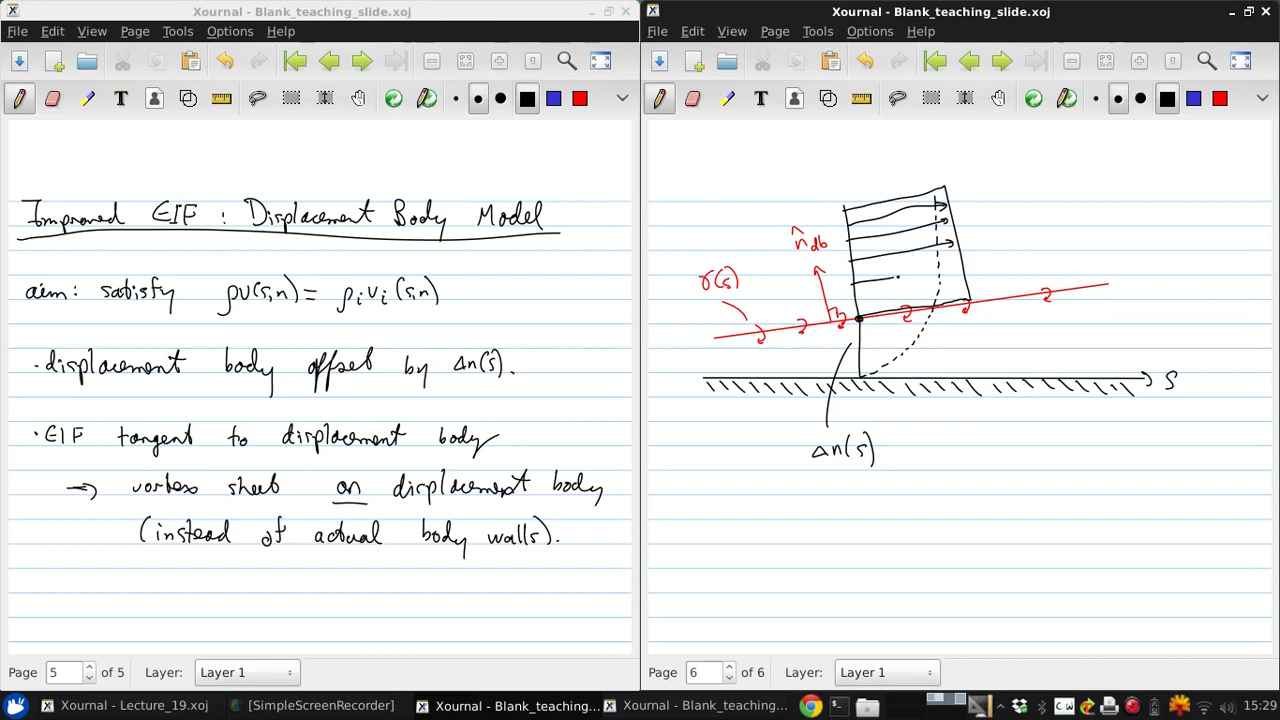 Xournal - Blank_teaching_slide.xoj
File Edit View Page Tools Options Help
Improved EIF : Displacement Body Model
aim: satisfy ρv(s,n) = ρᵢvᵢ(s,n)
· displacement body offset by Δn(s).
· EIF tangent to displacement body
→ vortex sheet on displacement body
(instead of actual body walls).
Page 5 of 5 Layer: Layer 1
Xournal - Blank_teaching_slide.xoj
File Edit View Page Tools Options Help
n̂db
γ(s)
s
Δn(s)
Page 6 of 6 Layer: Layer 1
Xournal - Lecture_19.xoj [SimpleScreenRecorder] Xournal - Blank_teaching... Xournal - Blank_teaching... 15:29